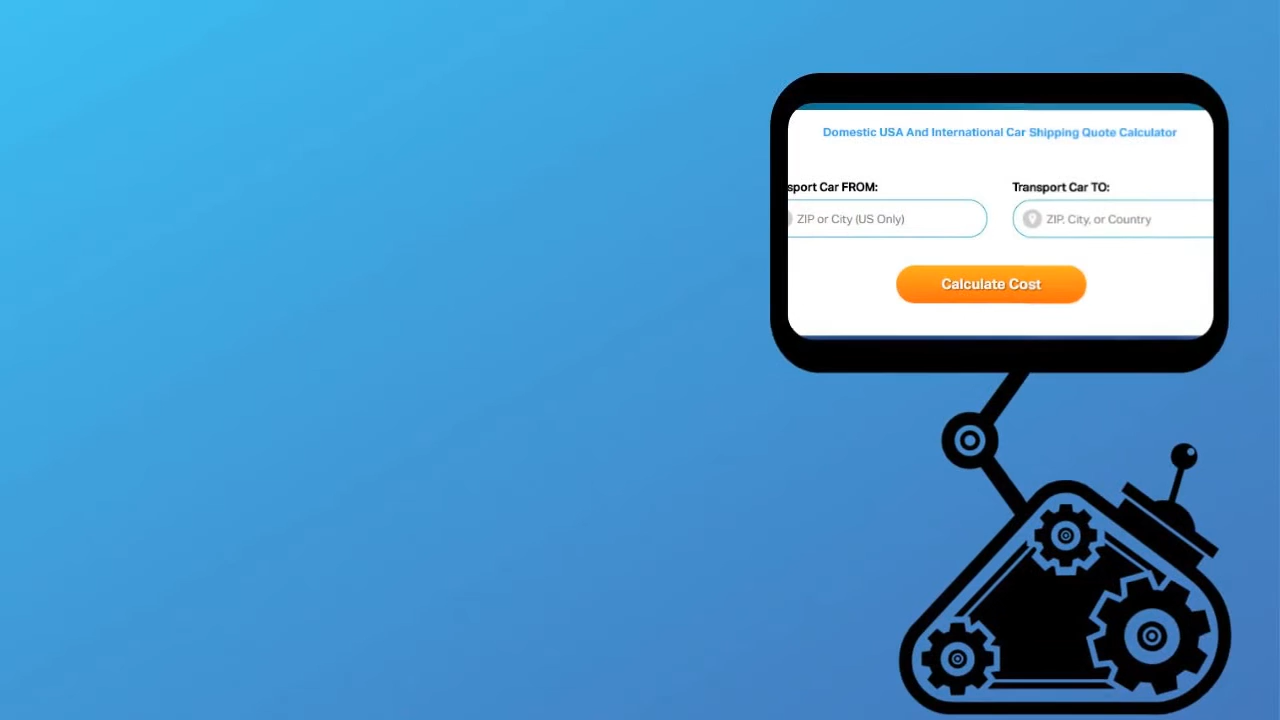 Domestic USA And International Car Shipping Quote Calculator
sport Car FROM:
Transport Car TO:
ZIP or City (US Only)
ZIP, City, or Country
Calculate Cost